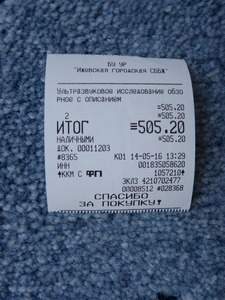 БУ УР
"Ижевская городская СББЖ"
Ультразвуковое исследование обзо
рное с описанием
≡505.20
2 ≡505.20
ИТОГ ≡505.20
НАЛИЧНЫМИ ≡505.20
ДОК. 00011203
#8365 К01 14-05-16 13:29
ИНН 001835058620
ККМ С ФП 1057210
ЭКЛЗ 4210702477
00008512 #028368
СПАСИБО
ЗА ПОКУПКУ!